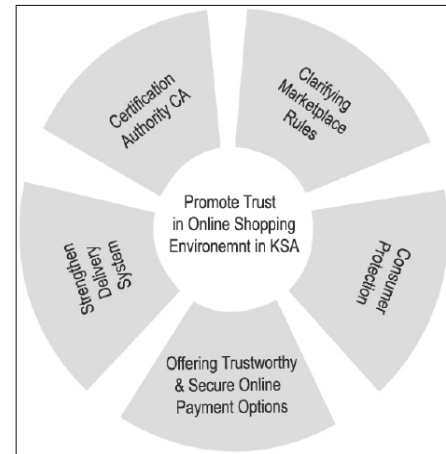 Certification
Authority CA
Clarifying
Marketplace
Rules
Promote Trust
in Online Shopping
Environemnt in KSA
Strengthen
Delivery
System
Consumer
Protection
Offering Trustworthy
& Secure Online
Payment Options